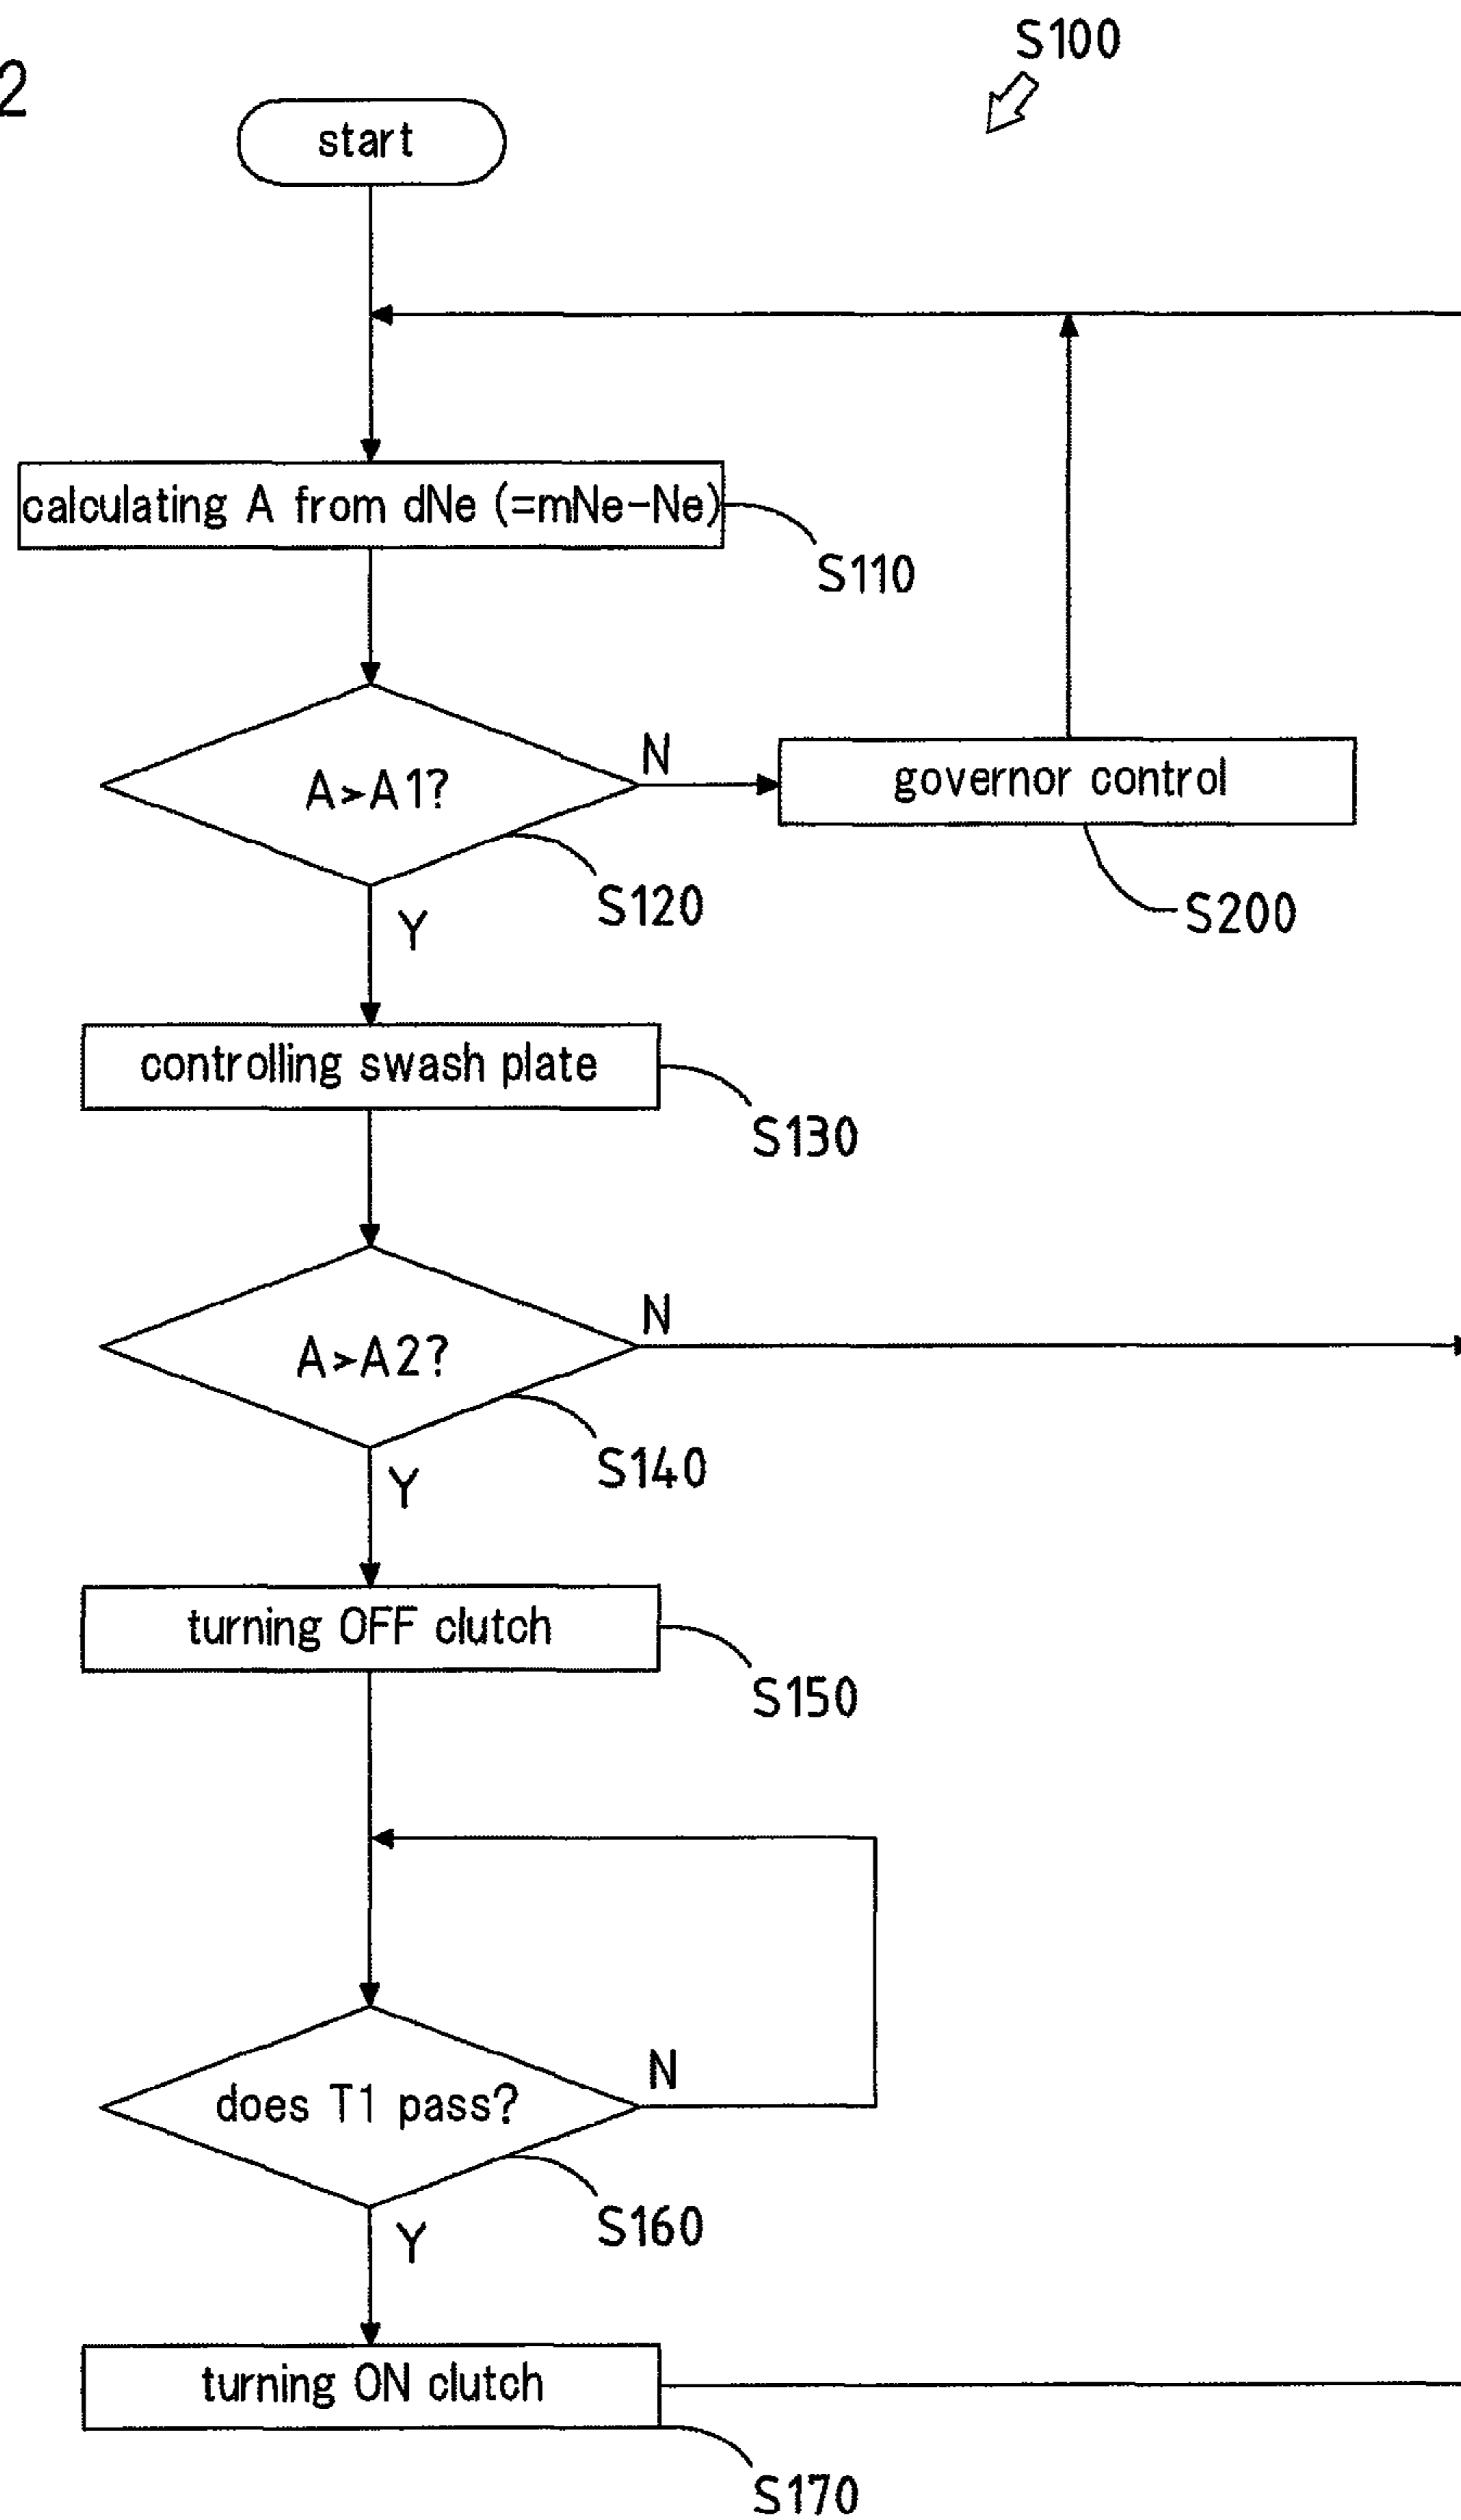 2
S100
start
calculating A from dNe (=mNe-Ne)
S110
A>A1?
N
governor control
S120
S200
Y
controlling swash plate
S130
N
A>A2?
S140
Y
turning OFF clutch
S150
N
does T1 pass?
S160
Y
turning ON clutch
S170